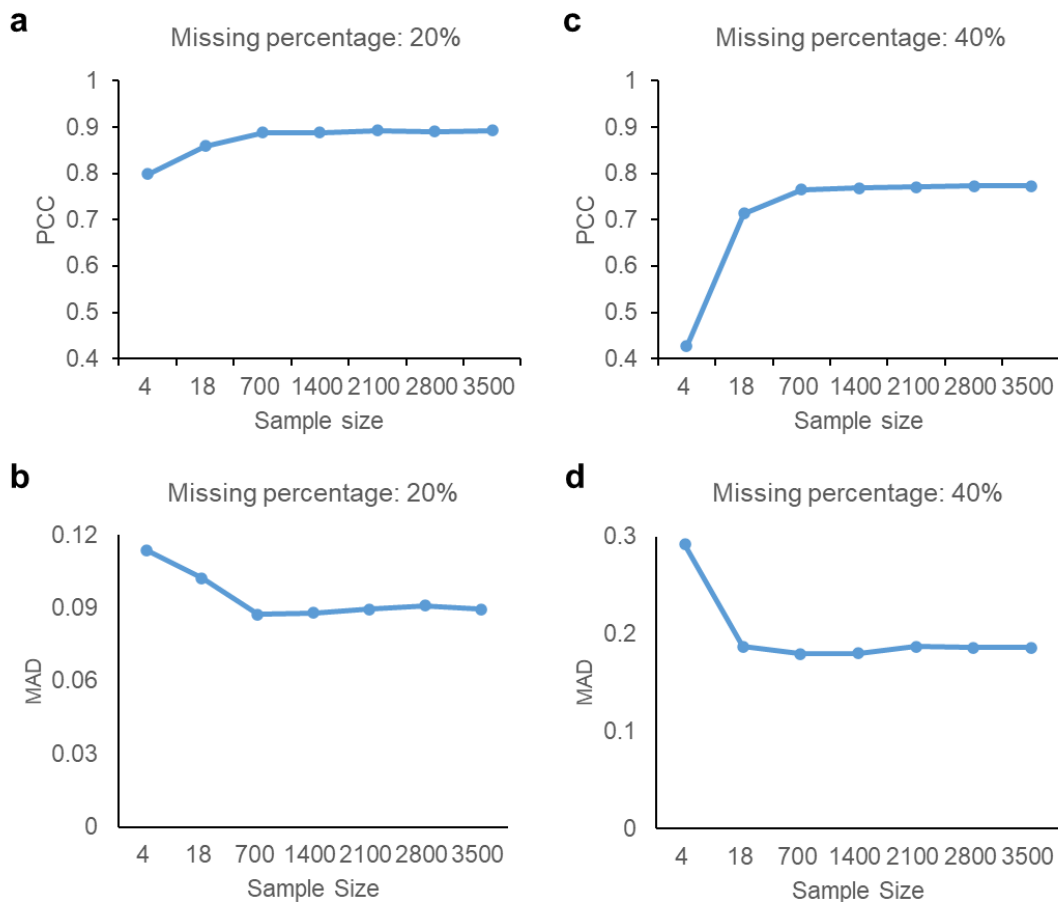 a
Missing percentage: 20%
1
0.9
0.8
0.7
0.6
0.5
0.4
PCC
4 18 700 1400 2100 2800 3500
Sample size
c
Missing percentage: 40%
1
0.9
0.8
0.7
0.6
0.5
0.4
PCC
4 18 700 1400 2100 2800 3500
Sample size
b
Missing percentage: 20%
0.12
0.09
0.06
0.03
0
MAD
4 18 700 1400 2100 2800 3500
Sample Size
d
Missing percentage: 40%
0.3
0.2
0.1
0
MAD
4 18 700 1400 2100 2800 3500
Sample Size